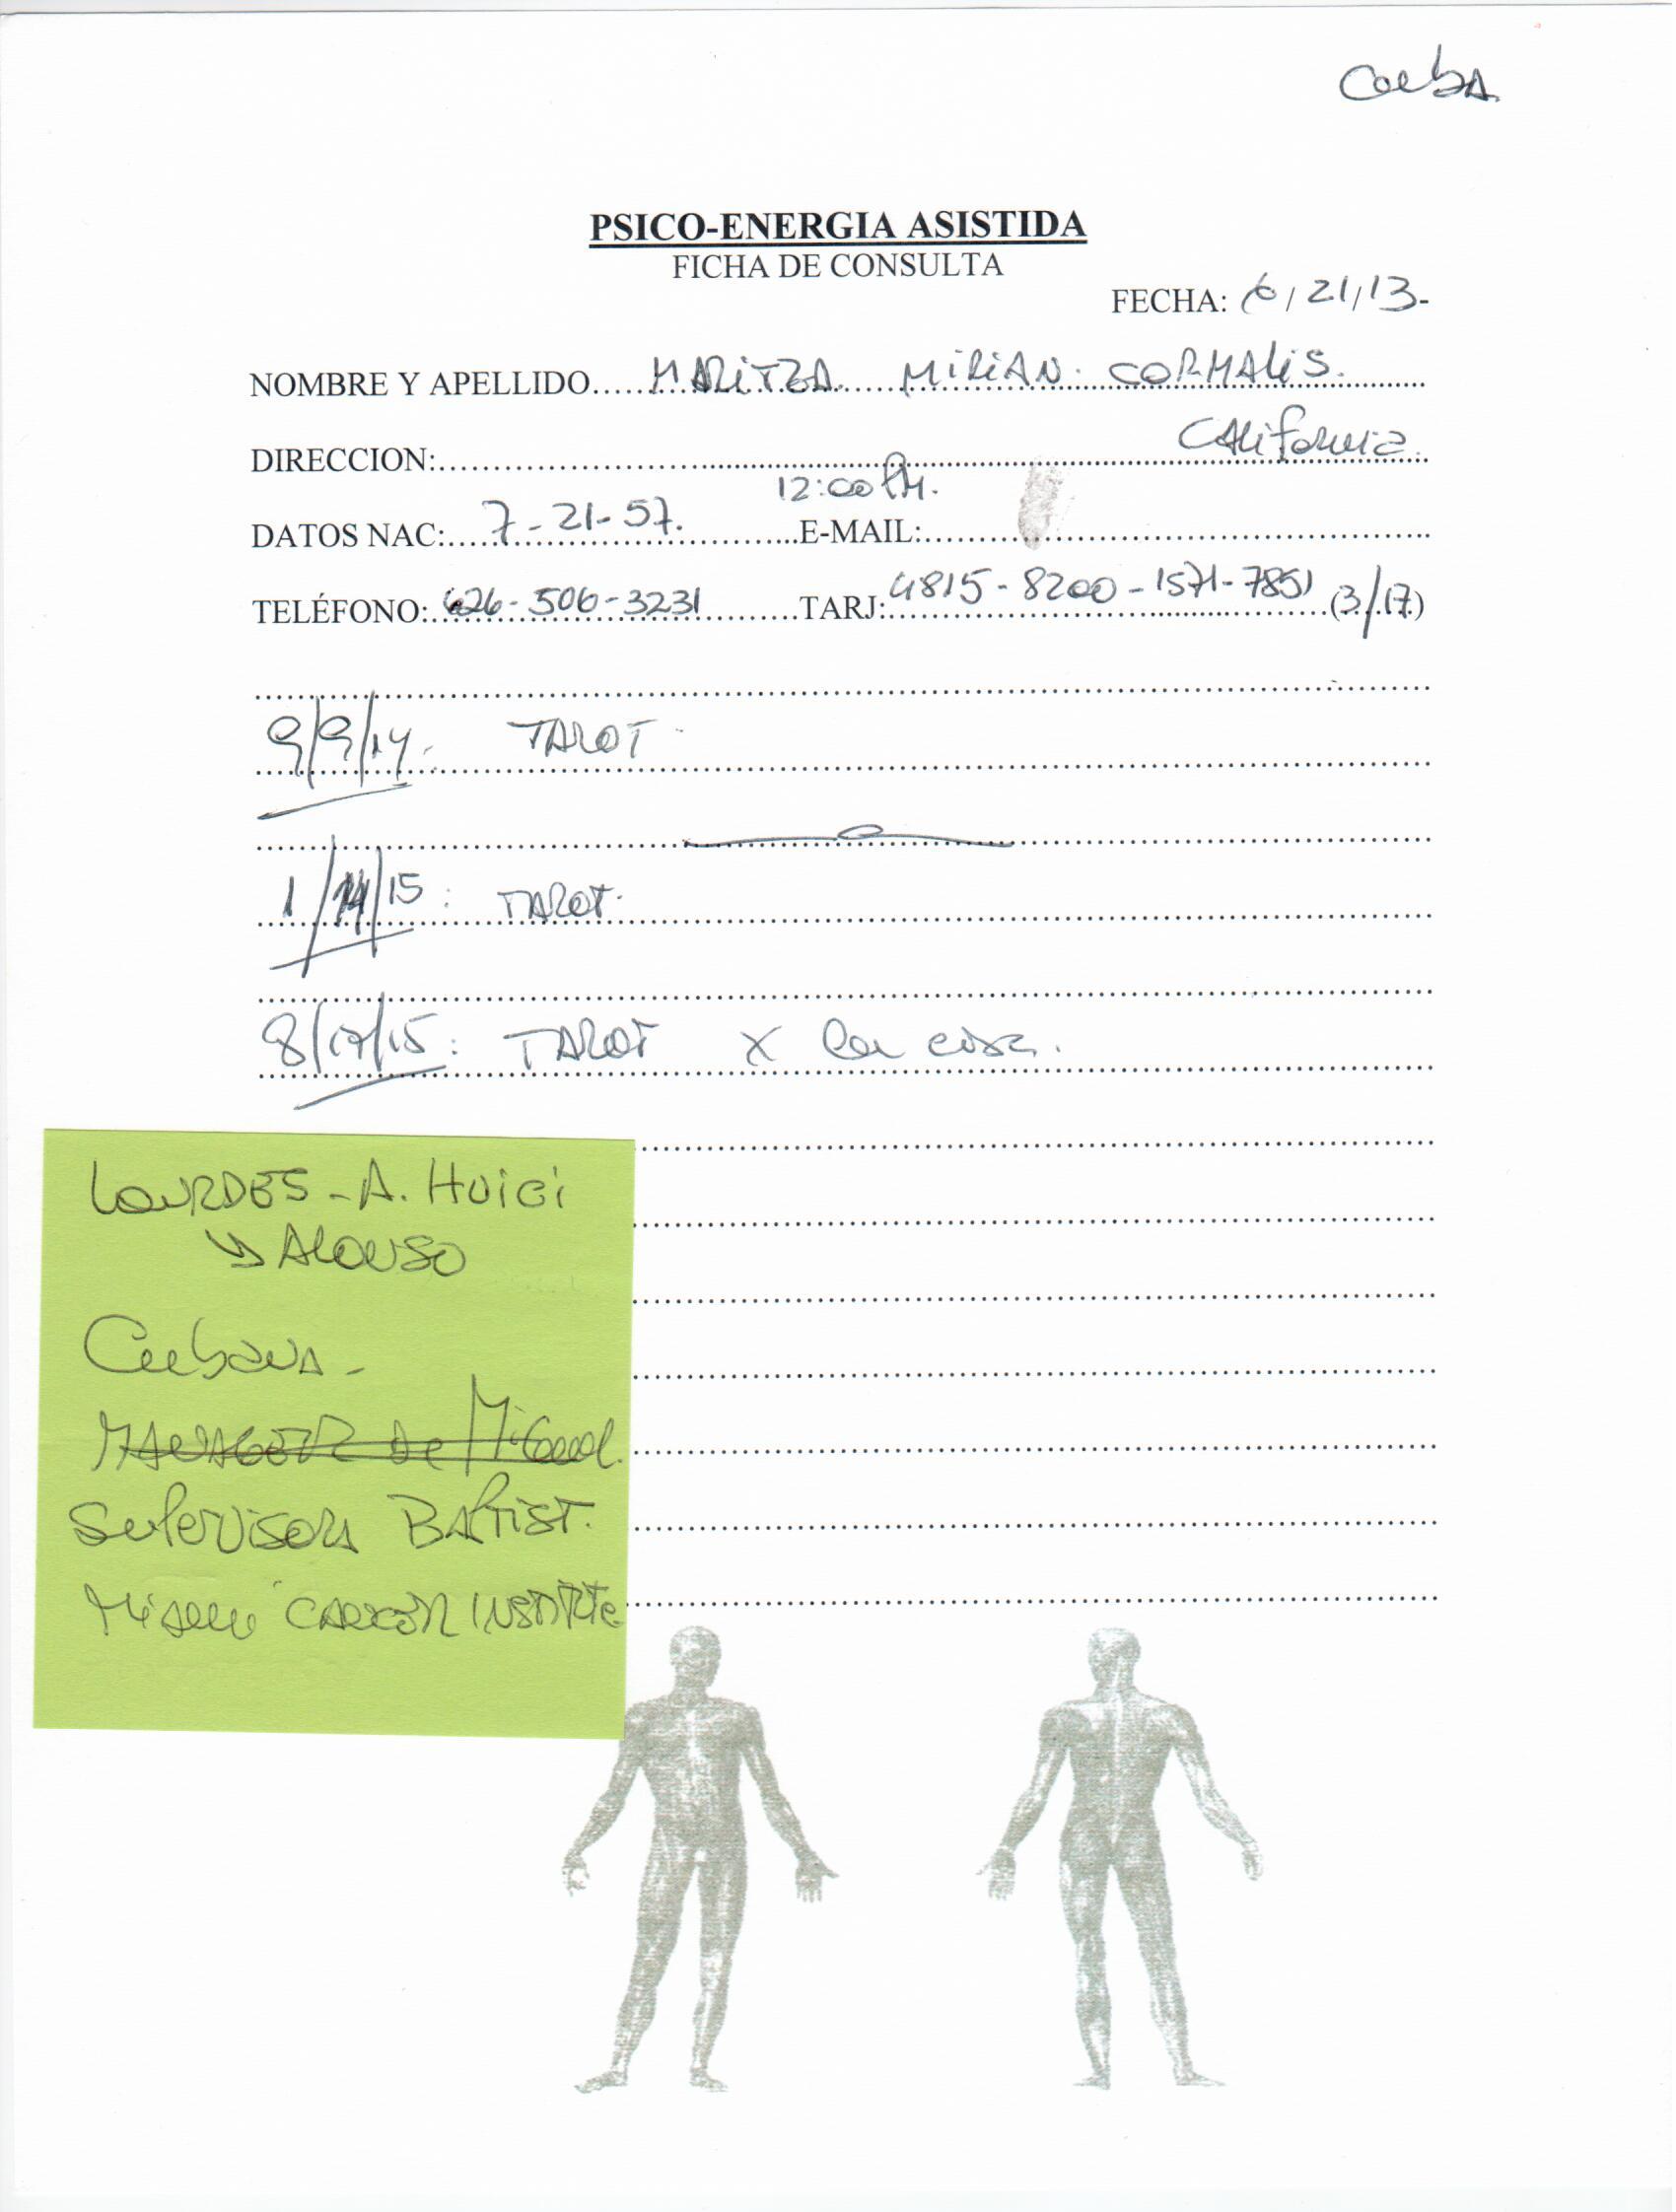 Cuba
PSICO-ENERGIA ASISTIDA
FICHA DE CONSULTA
FECHA: 6/21/13-
NOMBRE Y APELLIDO MARITZA MIRIAN CORMALIS.
DIRECCION: California
DATOS NAC: 7-21-57. 12:00 PM. E-MAIL:
TELÉFONO: 626-506-3231 TARJ: 4815-8200-1571-7851 (3/17)
9/9/14. TAROT
1/14/15: TAROT.
8/17/15: TAROT X la casa.
LOURDES-A. HUICI
ALONSO
Cubana-
MANAGER de Miguel.
Supervisora BAPTIST.
Miami CANCER INSTITUTE